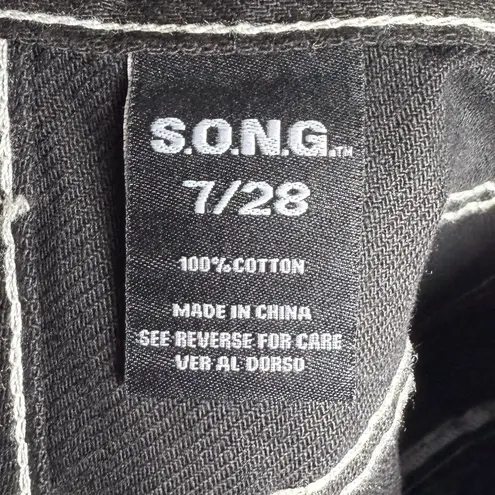 S.O.N.G.™
7/28
100% COTTON
MADE IN CHINA
SEE REVERSE FOR CARE
VER AL DORSO